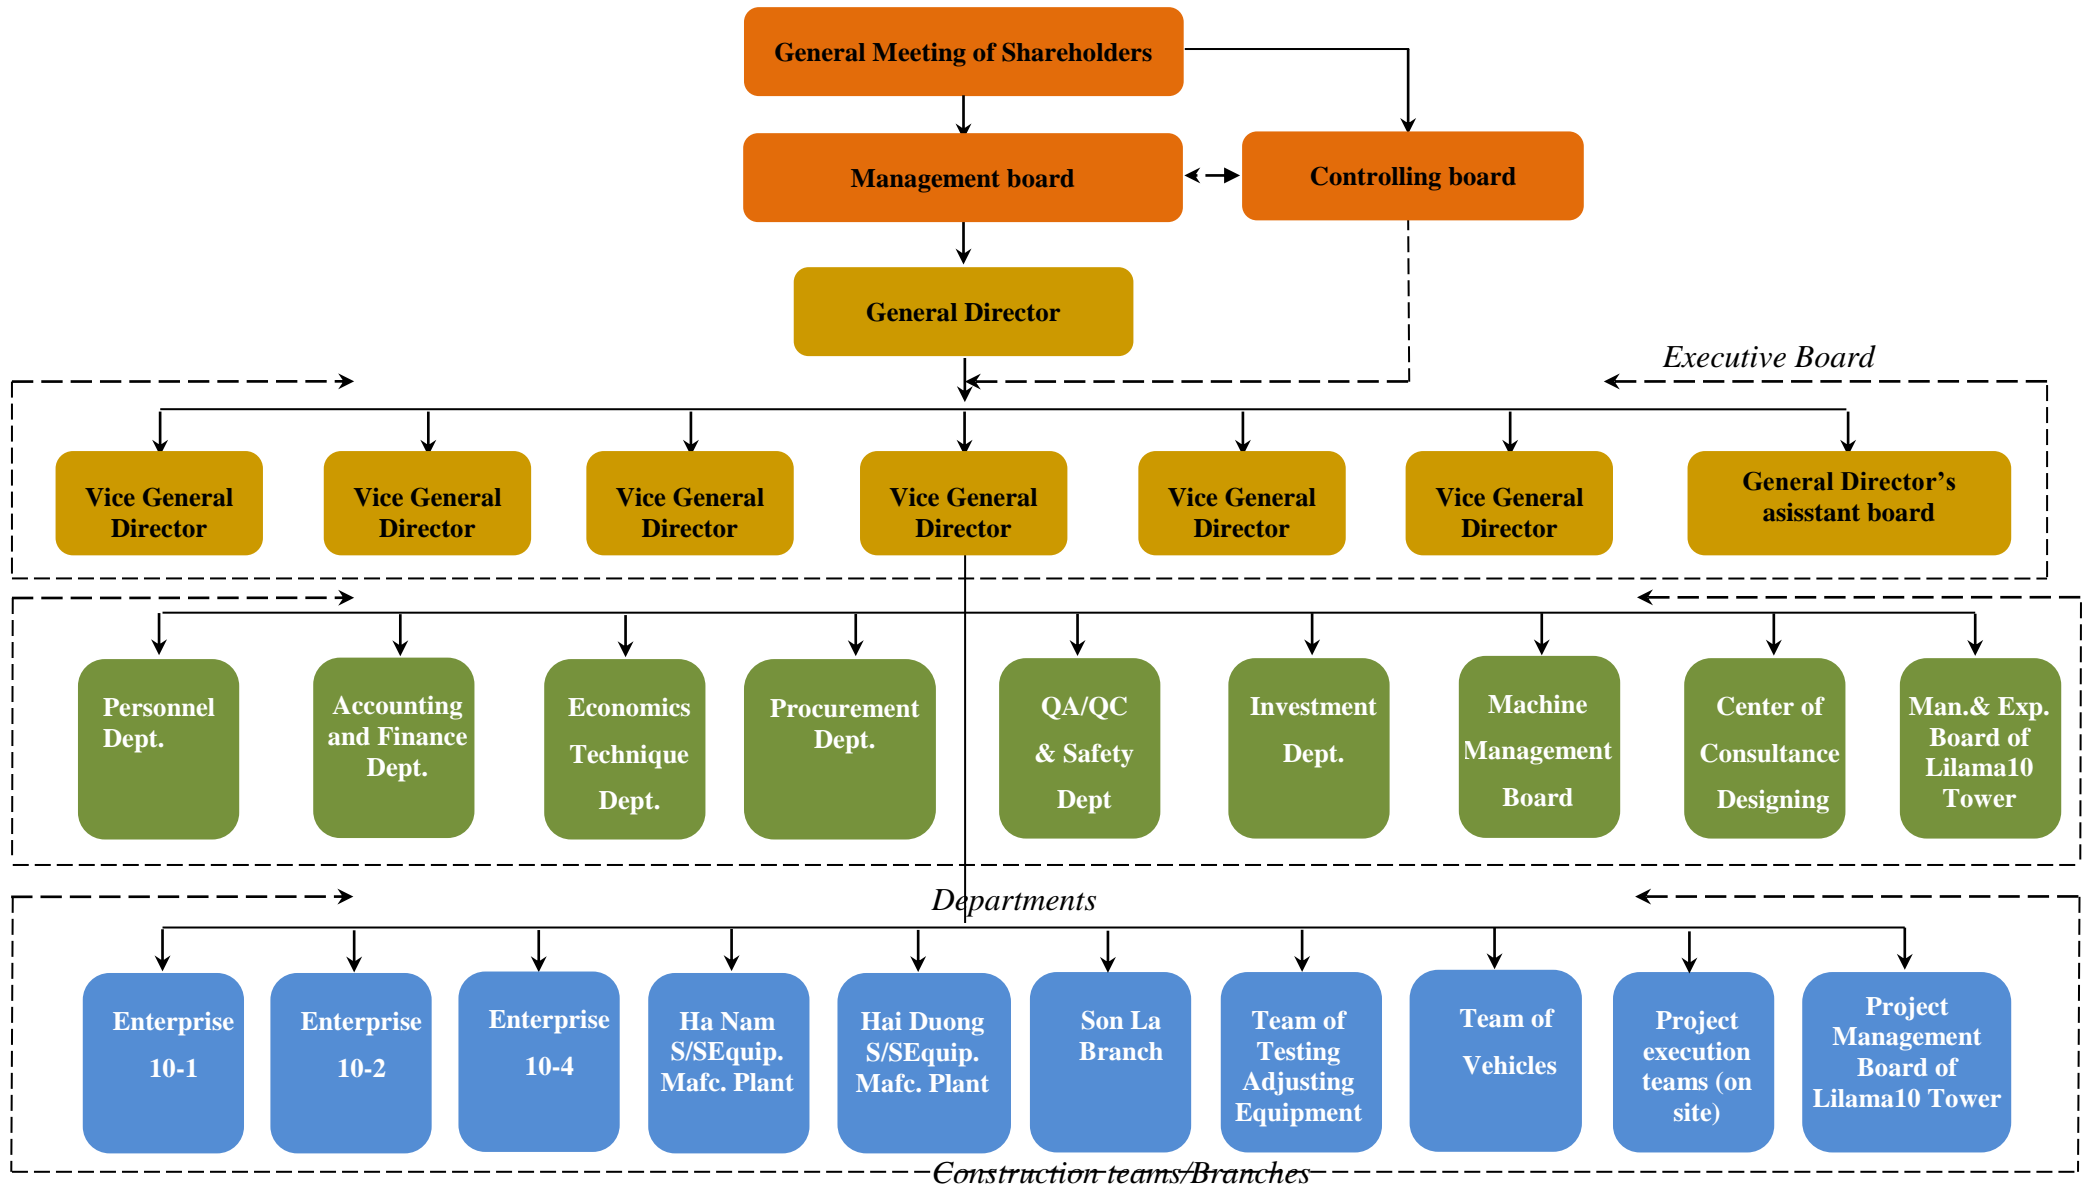 General Meeting of Shareholders
Management board
Controlling board
General Director
Executive Board
Vice General
Director
Vice General
Director
Vice General
Director
Vice General
Director
Vice General
Director
Vice General
Director
General Director’s
asisstant board
Personnel
Dept.
Accounting
and Finance
Dept.
Economics
Technique
Dept.
Procurement
Dept.
QA/QC
& Safety
Dept
Investment
Dept.
Machine
Management
Board
Center of
Consultance
Designing
Man.& Exp.
Board of
Lilama10
Tower
Departments
Enterprise
10-1
Enterprise
10-2
Enterprise
10-4
Ha Nam
S/SEquip.
Mafc. Plant
Hai Duong
S/SEquip.
Mafc. Plant
Son La
Branch
Team of
Testing
Adjusting
Equipment
Team of
Vehicles
Project
execution
teams (on
site)
Project
Management
Board of
Lilama10 Tower
Construction teams/Branches